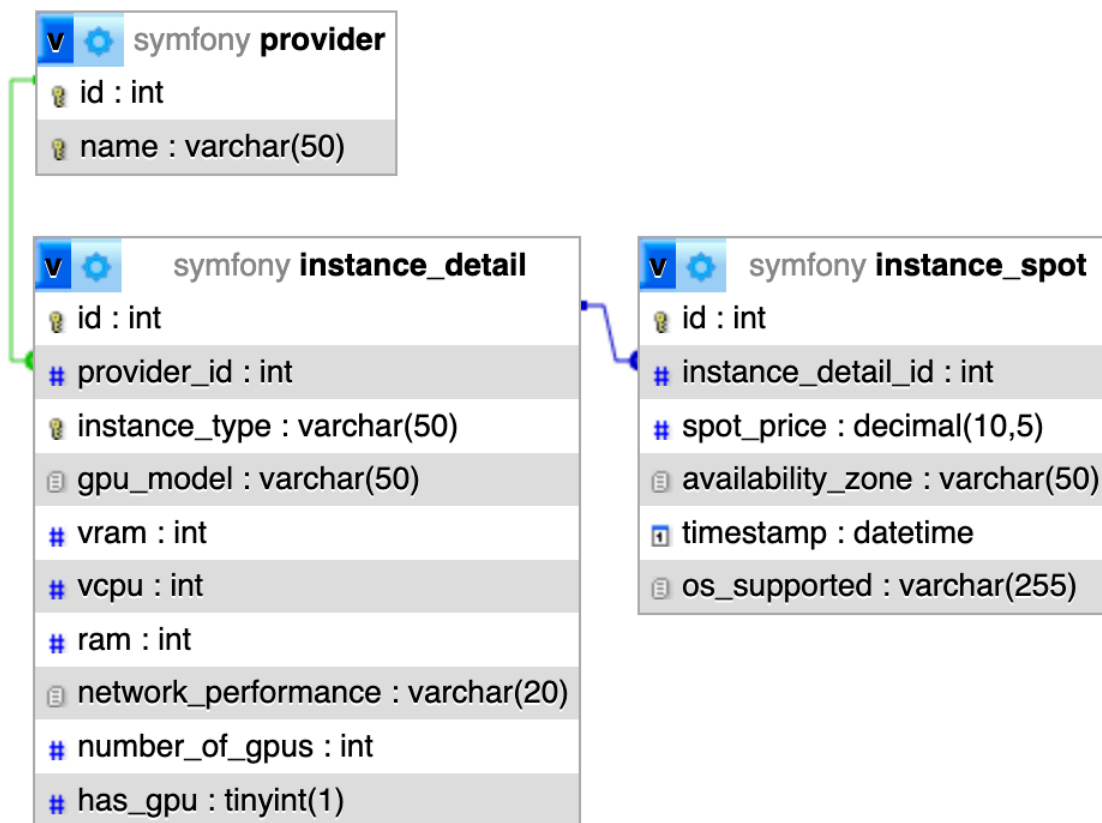 v symfony provider
id : int
name : varchar(50)
v symfony instance_detail
id : int
# provider_id : int
instance_type : varchar(50)
gpu_model : varchar(50)
# vram : int
# vcpu : int
# ram : int
network_performance : varchar(20)
# number_of_gpus : int
# has_gpu : tinyint(1)
v symfony instance_spot
id : int
# instance_detail_id : int
# spot_price : decimal(10,5)
availability_zone : varchar(50)
timestamp : datetime
os_supported : varchar(255)